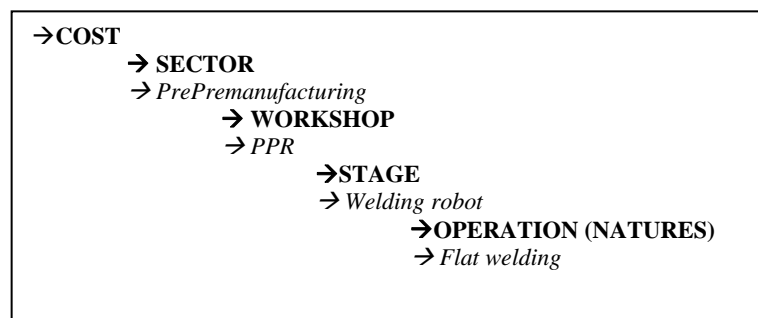 →COST
→ SECTOR
→ PrePremanufacturing
→ WORKSHOP
→ PPR
→STAGE
→ Welding robot
→OPERATION (NATURES)
→ Flat welding